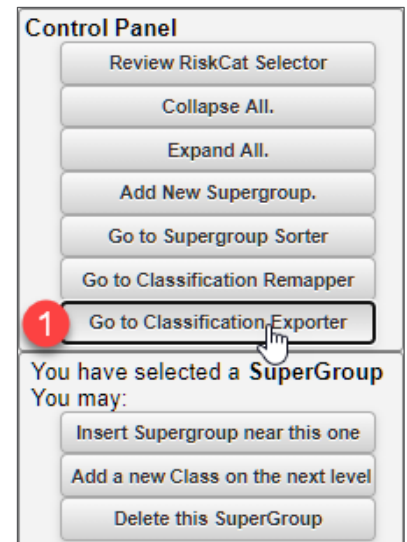 Control Panel
Review RiskCat Selector
Collapse All.
Expand All.
Add New Supergroup.
Go to Supergroup Sorter
Go to Classification Remapper
1 Go to Classification Exporter
You have selected a SuperGroup
You may:
Insert Supergroup near this one
Add a new Class on the next level
Delete this SuperGroup